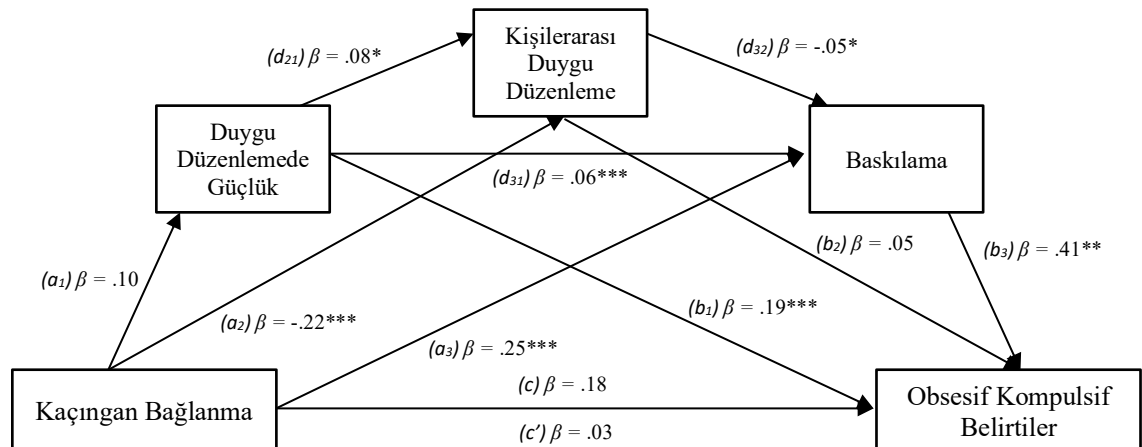 Kişilerarası
Duygu
Düzenleme
(d21) β = .08*
(d32) β = -.05*
Duygu
Düzenlemede
Güçlük
Baskılama
(d31) β = .06***
(a1) β = .10
(b2) β = .05
(b3) β = .41**
(a2) β = -.22***
(b1) β = .19***
(a3) β = .25***
Kaçıngan Bağlanma
(c) β = .18
(c') β = .03
Obsesif Kompulsif
Belirtiler